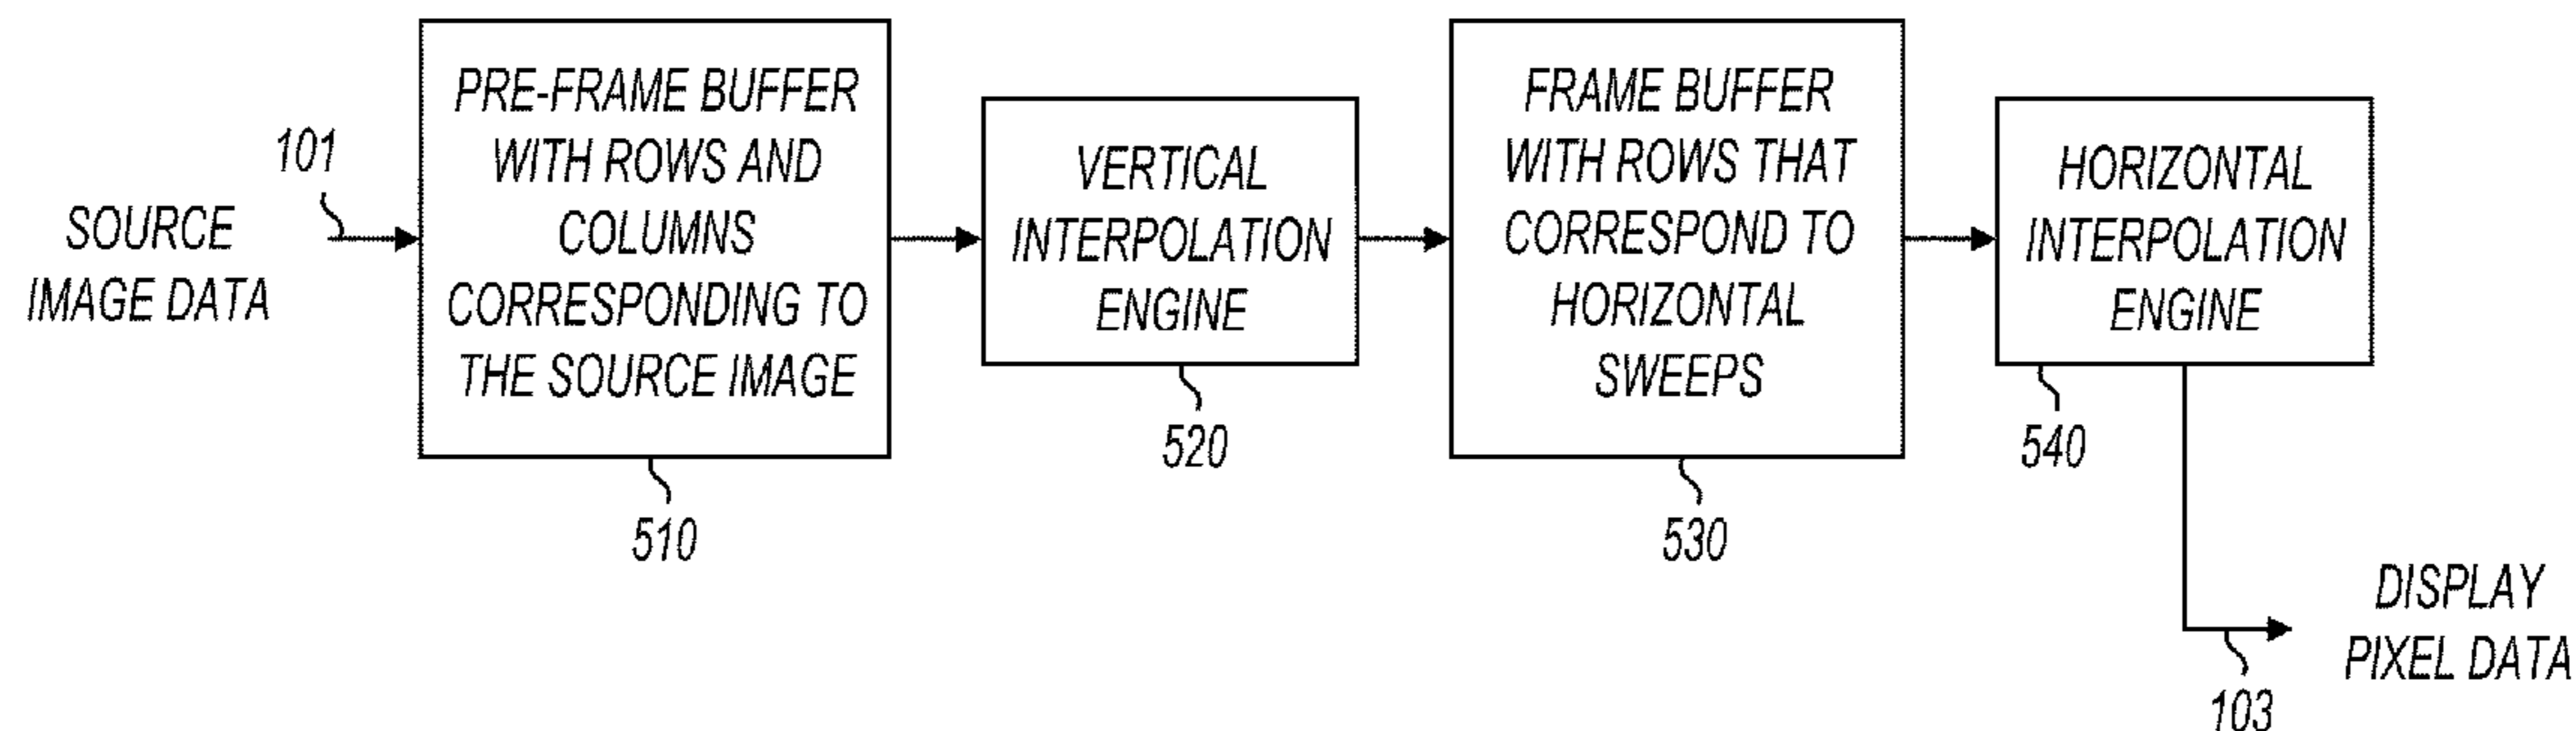 101
SOURCE
IMAGE DATA
PRE-FRAME BUFFER
WITH ROWS AND
COLUMNS
CORRESPONDING TO
THE SOURCE IMAGE
510
VERTICAL
INTERPOLATION
ENGINE
520
FRAME BUFFER
WITH ROWS THAT
CORRESPOND TO
HORIZONTAL
SWEEPS
530
HORIZONTAL
INTERPOLATION
ENGINE
540
DISPLAY
PIXEL DATA
103